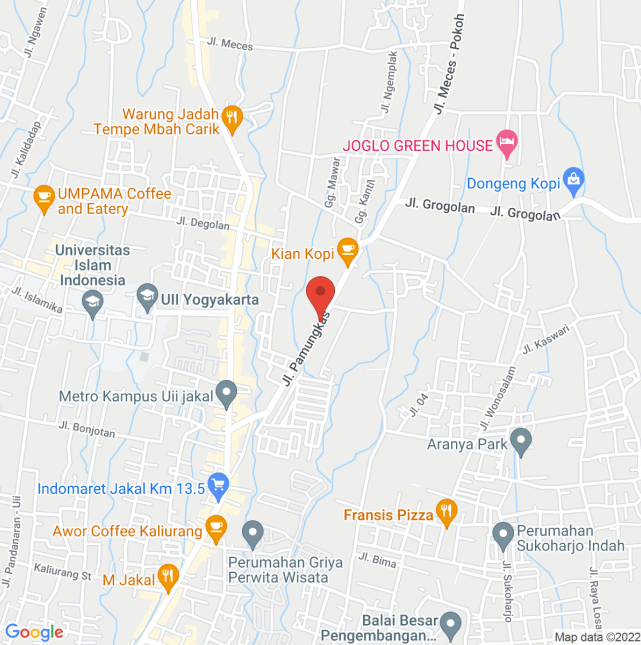 Jl. Ngawen
Jl. Meces
Jl. Ngemplak
Jl. Meces - Pokoh
Warung Jadah
Tempe Mbah Carik
Jl. Kalidadap
JOGLO GREEN HOUSE
Dongeng Kopi
UMPAMA Coffee
and Eatery
Gg. Mawar
Gg. Kantil
Jl. Grogolan
Jl. Grogolan
Jl. Degolan
Universitas
Islam
Indonesia
Kian Kopi
Jl. Islamika
UII Yogyakarta
Jl. Pamungkas
Jl. Kaswari
Metro Kampus Uii jakal
Jl. Wonosalam
Jl. 04
Jl. Bonjotan
Aranya Park
Indomaret Jakal Km 13.5
Jl. Pandanaran - Uii
Fransis Pizza
Awor Coffee Kaliurang
Perumahan
Sukoharjo Indah
Perumahan Griya
Perwita Wisata
Jl. Bima
Kaliurang St
M Jakal
Jl. Sukoharjo
Jl. Raya Losa
Balai Besar
Pengembangan...
Google
Map data ©2022